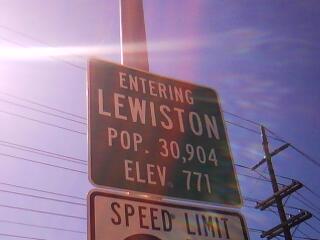 ENTERING
LEWISTON
POP. 30,904
ELEV. 771
SPEED LIMIT